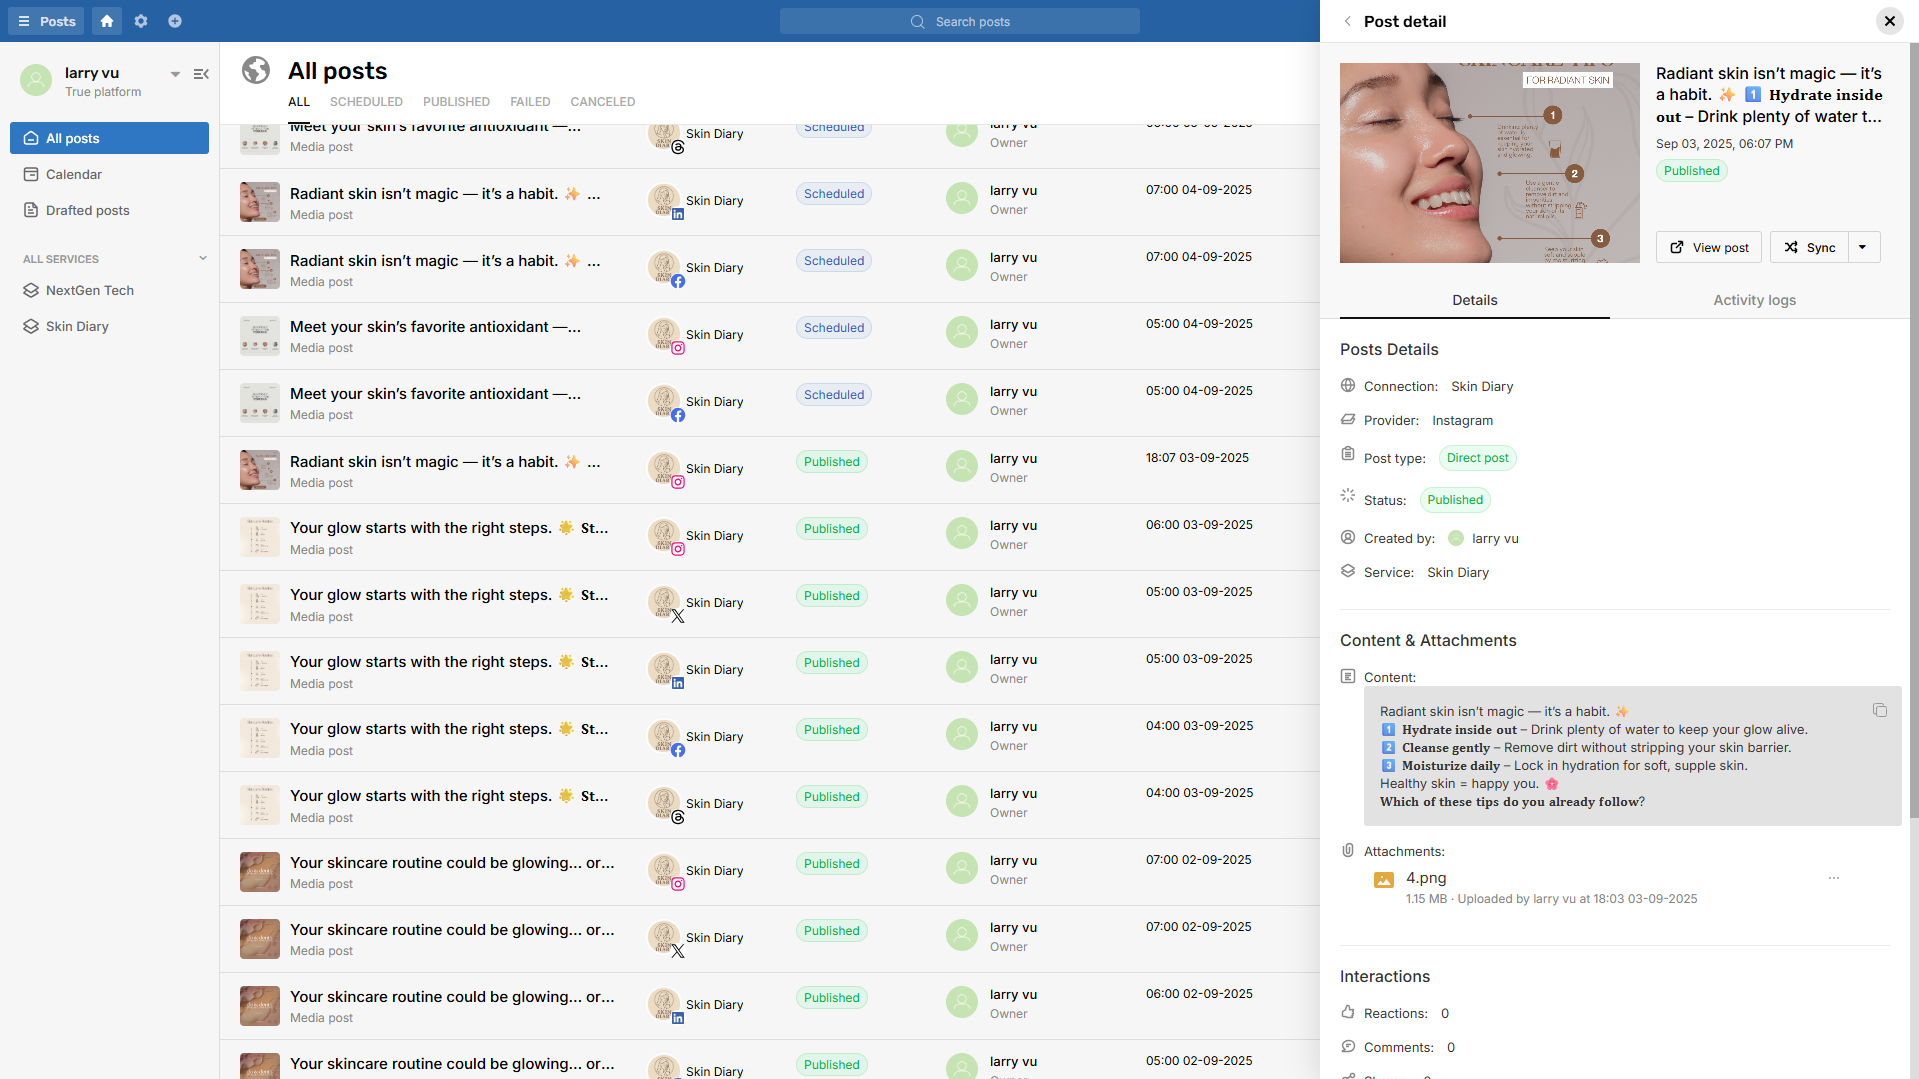 Posts
Search posts
larry vu
True platform
All posts
Calendar
Drafted posts
ALL SERVICES
NextGen Tech
Skin Diary
All posts
ALL SCHEDULED PUBLISHED FAILED CANCELED
Meet your skin's favorite antioxidant —...
Media post
Skin Diary
Scheduled
Owner
Radiant skin isn’t magic — it’s a habit. ✨ ...
Media post
Skin Diary
Scheduled
larry vu
Owner
07:00 04-09-2025
Radiant skin isn’t magic — it’s a habit. ✨ ...
Media post
Skin Diary
Scheduled
larry vu
Owner
07:00 04-09-2025
Meet your skin’s favorite antioxidant —...
Media post
Skin Diary
Scheduled
larry vu
Owner
05:00 04-09-2025
Meet your skin’s favorite antioxidant —...
Media post
Skin Diary
Scheduled
larry vu
Owner
05:00 04-09-2025
Radiant skin isn’t magic — it’s a habit. ✨ ...
Media post
Skin Diary
Published
larry vu
Owner
18:07 03-09-2025
Your glow starts with the right steps. 🌟 St...
Media post
Skin Diary
Published
larry vu
Owner
06:00 03-09-2025
Your glow starts with the right steps. 🌟 St...
Media post
Skin Diary
Published
larry vu
Owner
05:00 03-09-2025
Your glow starts with the right steps. 🌟 St...
Media post
Skin Diary
Published
larry vu
Owner
05:00 03-09-2025
Your glow starts with the right steps. 🌟 St...
Media post
Skin Diary
Published
larry vu
Owner
04:00 03-09-2025
Your glow starts with the right steps. 🌟 St...
Media post
Skin Diary
Published
larry vu
Owner
04:00 03-09-2025
Your skincare routine could be glowing... or...
Media post
Skin Diary
Published
larry vu
Owner
07:00 02-09-2025
Your skincare routine could be glowing... or...
Media post
Skin Diary
Published
larry vu
Owner
07:00 02-09-2025
Your skincare routine could be glowing... or...
Media post
Skin Diary
Published
larry vu
Owner
06:00 02-09-2025
Your skincare routine could be glowing... or...
Skin Diary
Published
larry vu
05:00 02-09-2025
Post detail
FOR RADIANT SKIN
1
2
3
Radiant skin isn’t magic — it’s
a habit. ✨ 1️⃣ Hydrate inside
out – Drink plenty of water t...
Sep 03, 2025, 06:07 PM
Published
View post
Sync
Details
Activity logs
Posts Details
Connection: Skin Diary
Provider: Instagram
Post type: Direct post
Status: Published
Created by: larry vu
Service: Skin Diary
Content & Attachments
Content:
Radiant skin isn’t magic — it’s a habit. ✨
1️⃣ Hydrate inside out – Drink plenty of water to keep your glow alive.
2️⃣ Cleanse gently – Remove dirt without stripping your skin barrier.
3️⃣ Moisturize daily – Lock in hydration for soft, supple skin.
Healthy skin = happy you. 🌸
Which of these tips do you already follow?
Attachments:
4.png
1.15 MB · Uploaded by larry vu at 18:03 03-09-2025
Interactions
Reactions: 0
Comments: 0